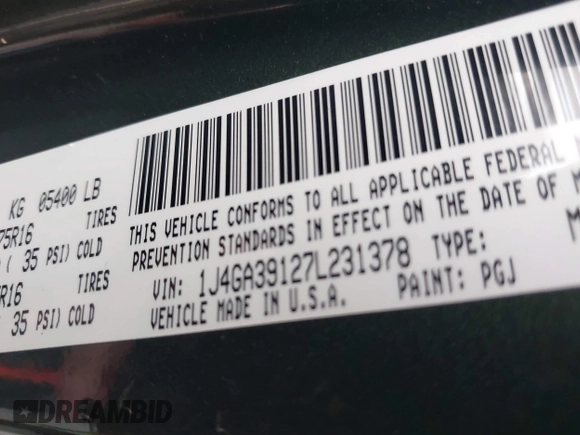 KG 05400 LB
75R16 TIRES
( 35 PSI) COLD
R16 TIRES
35 PSI) COLD
THIS VEHICLE CONFORMS TO ALL APPLICABLE FEDERAL
PREVENTION STANDARDS IN EFFECT ON THE DATE OF M
VIN: 1J4GA39127L231378 TYPE:
VEHICLE MADE IN U.S.A. PAINT: PGJ
DREAMBID